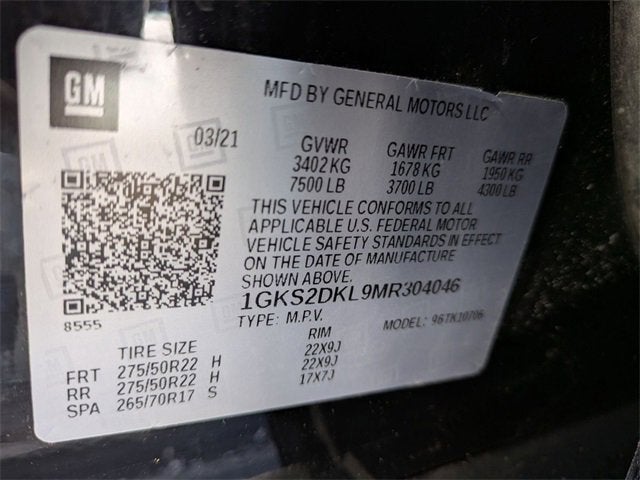 GM
MFD BY GENERAL MOTORS LLC
03/21
GVWR GAWR FRT GAWR RR
3402 KG 1678 KG 1950 KG
7500 LB 3700 LB 4300 LB
THIS VEHICLE CONFORMS TO ALL
APPLICABLE U.S. FEDERAL MOTOR
VEHICLE SAFETY STANDARDS IN EFFECT
ON THE DATE OF MANUFACTURE
SHOWN ABOVE.
1GKS2DKL9MR304046
8555
TYPE: M.P.V. MODEL: 96TK10706
TIRE SIZE RIM
FRT 275/50R22 H 22X9J
RR 275/50R22 H 22X9J
SPA 265/70R17 S 17X7J